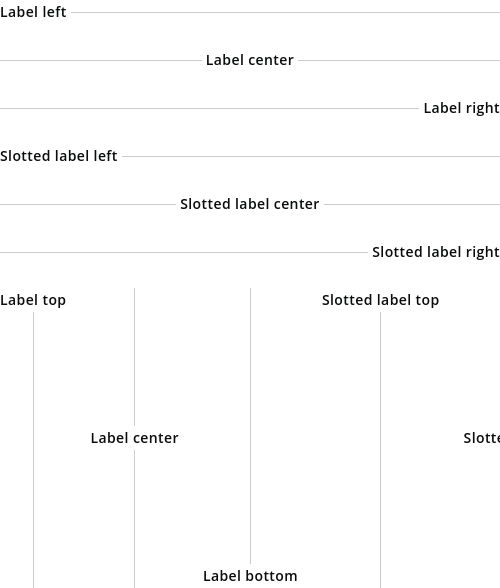 Label left
Label center
Label right
Slotted label left
Slotted label center
Slotted label right
Label top
Slotted label top
Label center
Label bottom